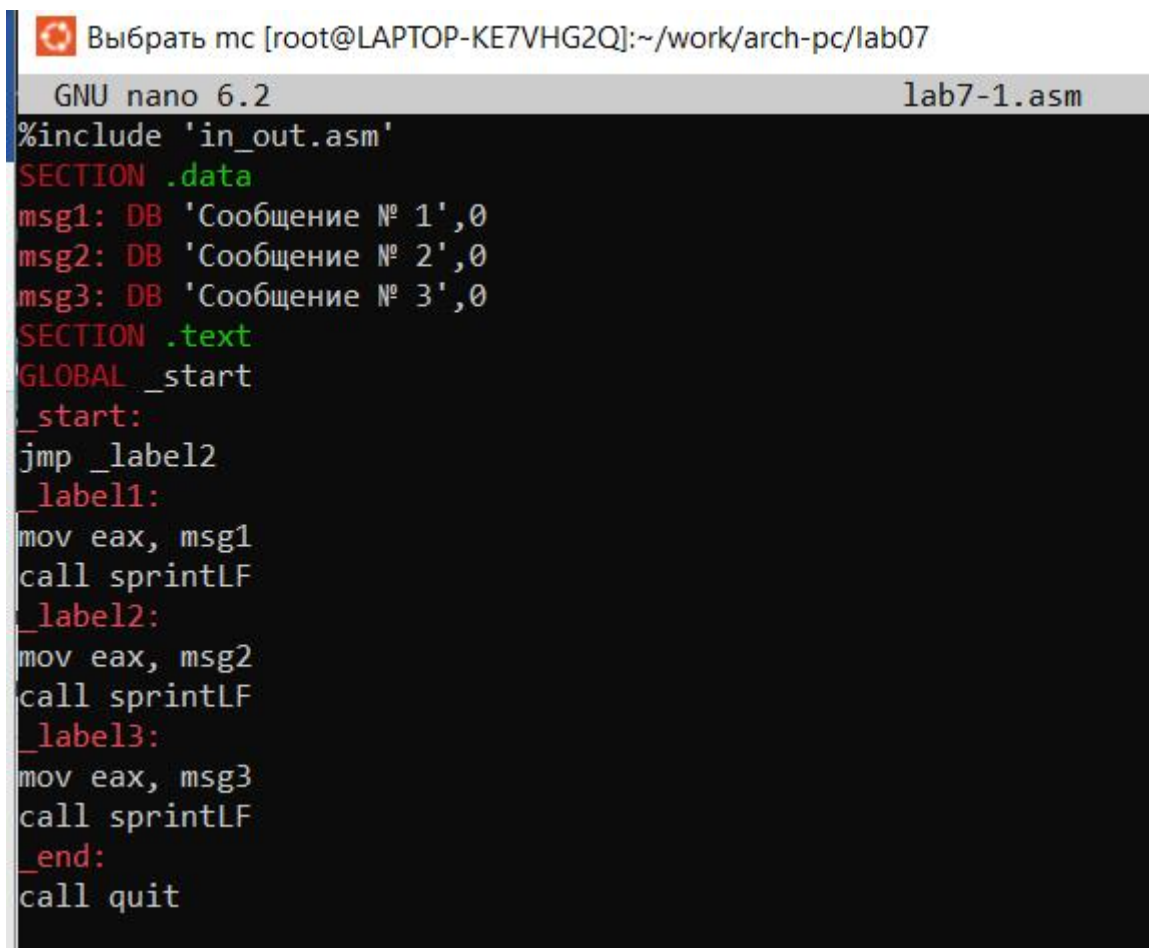 Выбрать mc [root@LAPTOP-KE7VHG2Q]:~/work/arch-pc/lab07
GNU nano 6.2 lab7-1.asm
%include 'in_out.asm'
SECTION .data
msg1: DB 'Сообщение № 1',0
msg2: DB 'Сообщение № 2',0
msg3: DB 'Сообщение № 3',0
SECTION .text
GLOBAL _start
_start:
jmp _label2
_label1:
mov eax, msg1
call sprintLF
_label2:
mov eax, msg2
call sprintLF
_label3:
mov eax, msg3
call sprintLF
_end:
call quit